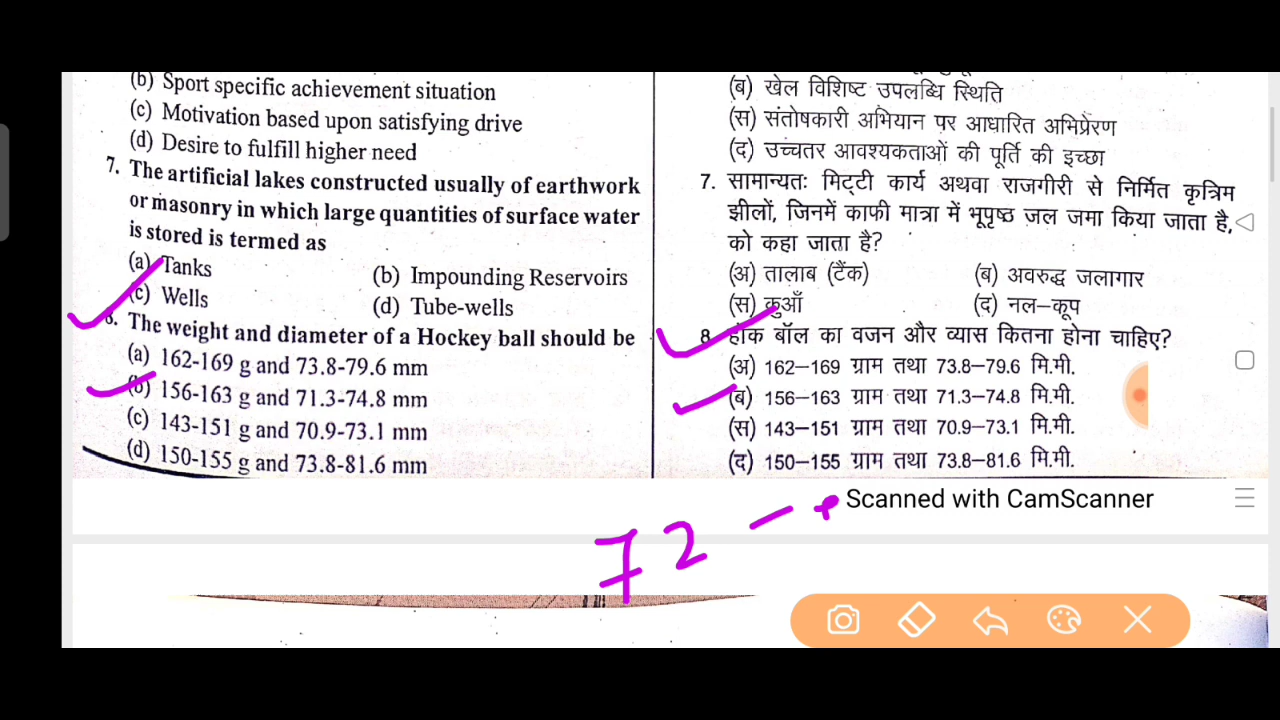 (b) Sport specific achievement situation
(c) Motivation based upon satisfying drive
(d) Desire to fulfill higher need
7. The artificial lakes constructed usually of earthwork
or masonry in which large quantities of surface water
is stored is termed as
(a) Tanks
(b) Impounding Reservoirs
(c) Wells
(d) Tube-wells
8. The weight and diameter of a Hockey ball should be
(a) 162-169 g and 73.8-79.6 mm
(b) 156-163 g and 71.3-74.8 mm
(c) 143-151 g and 70.9-73.1 mm
(d) 150-155 g and 73.8-81.6 mm
(ब) खेल विशिष्ट उपलब्धि स्थिति
(स) संतोषकारी अभियान पर आधारित अभिप्रेरण
(द) उच्चतर आवश्यकताओं की पूर्ति की इच्छा
7. सामान्यतः मिट्टी कार्य अथवा राजगीरी से निर्मित कृत्रिम
झीलों, जिनमें काफी मात्रा में भूपृष्ठ जल जमा किया जाता है,
को कहा जाता है?
(अ) तालाब (टैंक)
(ब) अवरुद्ध जलागार
(स) कुआँ
(द) नल–कूप
8. हॉक बॉल का वजन और व्यास कितना होना चाहिए?
(अ) 162–169 ग्राम तथा 73.8–79.6 मि.मी.
(ब) 156–163 ग्राम तथा 71.3–74.8 मि.मी.
(स) 143–151 ग्राम तथा 70.9–73.1 मि.मी.
(द) 150–155 ग्राम तथा 73.8–81.6 मि.मी.
Scanned with CamScanner
72 –